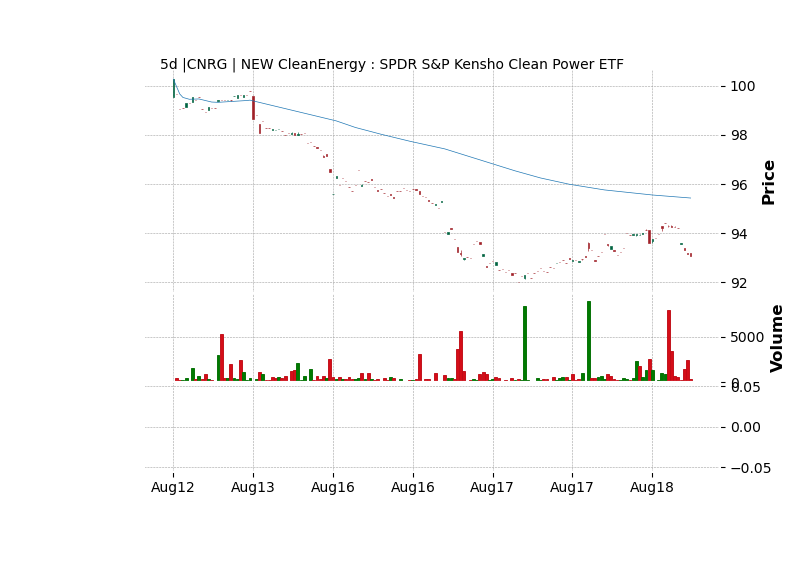 5d |CNRG | NEW CleanEnergy : SPDR S&P Kensho Clean Power ETF
100
98
96
94
92
Price
5000
0
Volume
0.05
0.00
−0.05
Aug12 Aug13 Aug16 Aug16 Aug17 Aug17 Aug18